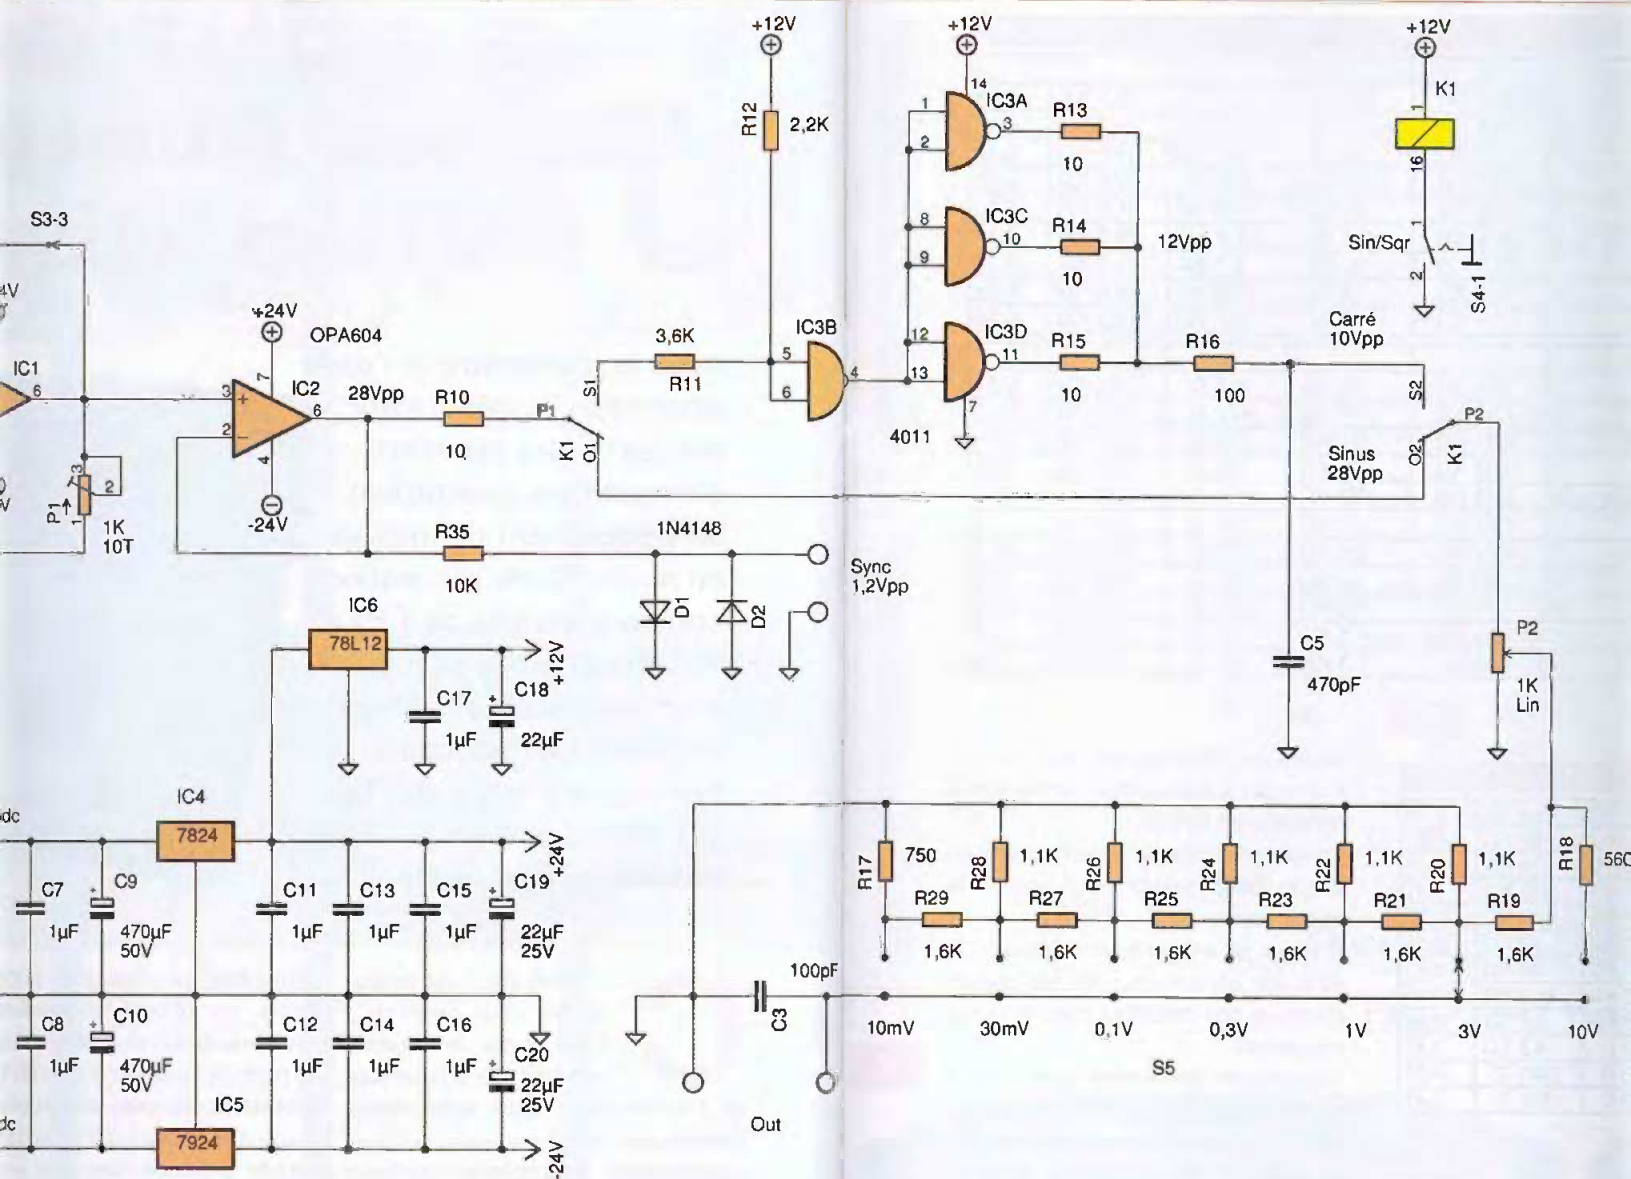 +12V
+12V
+12V
K1
1
14
IC3A
1
3
R13
R12
2,2K
2
10
16
S3-3
8
IC3C
10
R14
12Vpp
1
Sin/Sqr
9
10
2
S4-1
+24V
OPA604
3,6K
IC3B
12
IC3D
R15
R16
Carré
10Vpp
IC1
7
IC2
28Vpp
R10
S1
R11
5
4
11
S2
6
3
+
6
P1
6
13
10
100
P2
2
-
10
K1
O1
4011
7
Sinus
28Vpp
O2
K1
4
3
2
P1
1
1K
10T
-24V
R35
1N4148
Sync
1,2Vpp
10K
IC6
D1
D2
78L12
+12V
C5
470pF
P2
1K
Lin
C17
1µF
C18
+
22µF
IC4
7824
+24V
R17
750
R28
1,1K
R26
1,1K
R24
1,1K
R22
1,1K
R20
1,1K
R18
C7
1µF
C9
+
470µF
50V
C11
1µF
C13
1µF
C15
1µF
C19
+
22µF
25V
R29
1,6K
R27
1,6K
R25
1,6K
R23
1,6K
R21
1,6K
R19
1,6K
100pF
C3
C8
1µF
C10
+
470µF
50V
C12
1µF
C14
1µF
C16
1µF
C20
+
22µF
25V
10mV
30mV
0,1V
0,3V
1V
3V
10V
S5
IC5
7924
-24V
Out